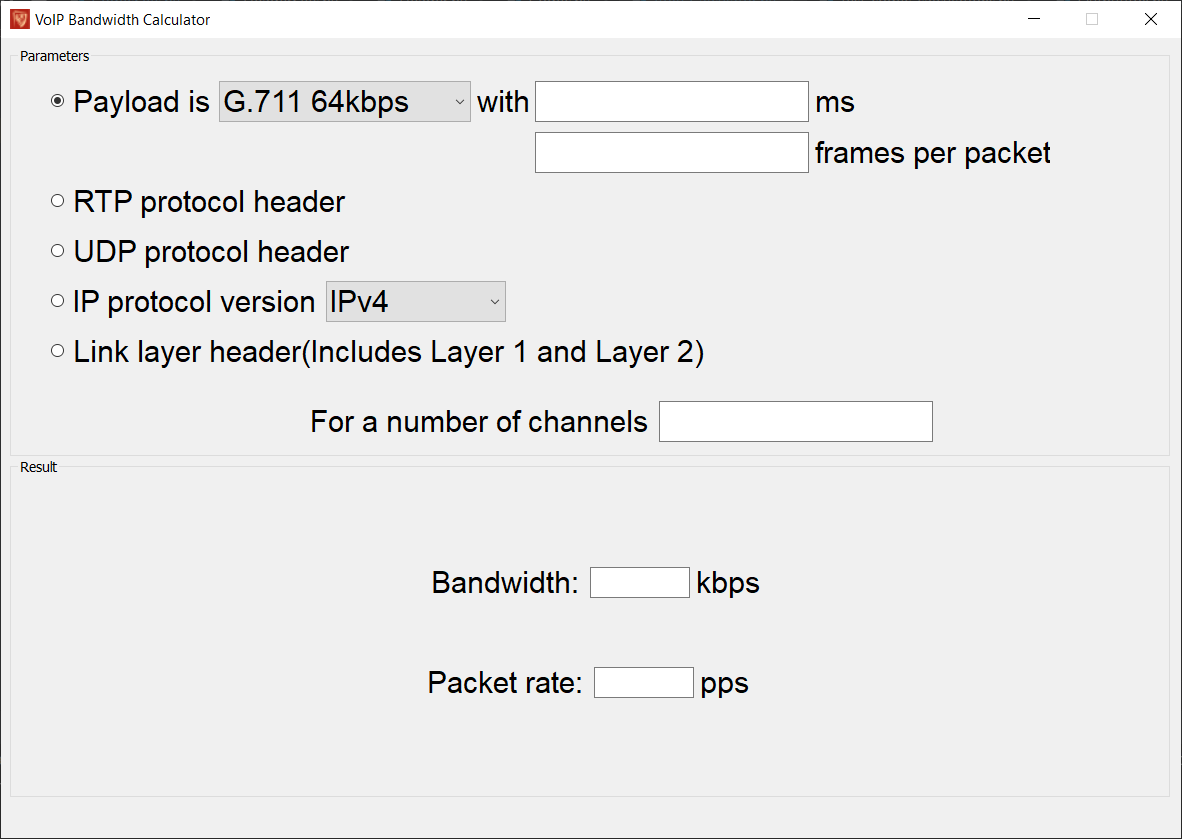 VoIP Bandwidth Calculator
Parameters
Payload is G.711 64kbps with ms
frames per packet
RTP protocol header
UDP protocol header
IP protocol version IPv4
Link layer header(Includes Layer 1 and Layer 2)
For a number of channels
Result
Bandwidth: kbps
Packet rate: pps